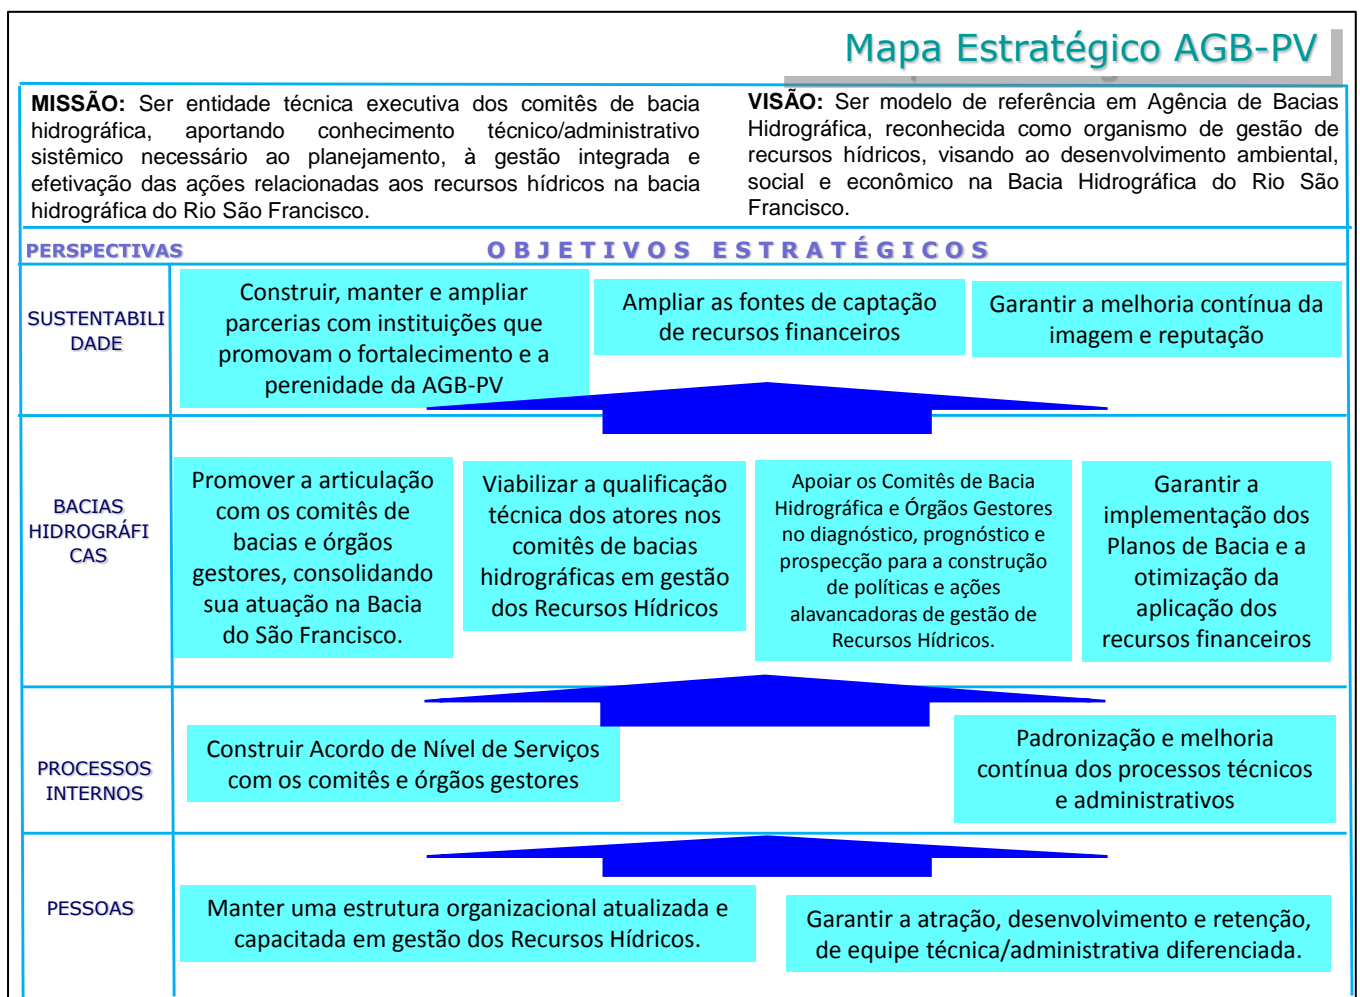 Mapa Estratégico AGB-PV
MISSÃO: Ser entidade técnica executiva dos comitês de bacia
hidrográfica, aportando conhecimento técnico/administrativo
sistêmico necessário ao planejamento, à gestão integrada e
efetivação das ações relacionadas aos recursos hídricos na bacia
hidrográfica do Rio São Francisco.
VISÃO: Ser modelo de referência em Agência de Bacias
Hidrográfica, reconhecida como organismo de gestão de
recursos hídricos, visando ao desenvolvimento ambiental,
social e econômico na Bacia Hidrográfica do Rio São
Francisco.
PERSPECTIVAS
OBJETIVOS ESTRATÉGICOS
SUSTENTABILI
DADE
Construir, manter e ampliar
parcerias com instituições que
promovam o fortalecimento e a
perenidade da AGB-PV
Ampliar as fontes de captação
de recursos financeiros
Garantir a melhoria contínua da
imagem e reputação
BACIAS
HIDROGRÁFI
CAS
Promover a articulação
com os comitês de
bacias e órgãos
gestores, consolidando
sua atuação na Bacia
do São Francisco.
Viabilizar a qualificação
técnica dos atores nos
comitês de bacias
hidrográficas em gestão
dos Recursos Hídricos
Apoiar os Comitês de Bacia
Hidrográfica e Órgãos Gestores
no diagnóstico, prognóstico e
prospecção para a construção
de políticas e ações
alavancadoras de gestão de
Recursos Hídricos.
Garantir a
implementação dos
Planos de Bacia e a
otimização da
aplicação dos
recursos financeiros
PROCESSOS
INTERNOS
Construir Acordo de Nível de Serviços
com os comitês e órgãos gestores
Padronização e melhoria
contínua dos processos técnicos
e administrativos
PESSOAS
Manter uma estrutura organizacional atualizada e
capacitada em gestão dos Recursos Hídricos.
Garantir a atração, desenvolvimento e retenção,
de equipe técnica/administrativa diferenciada.